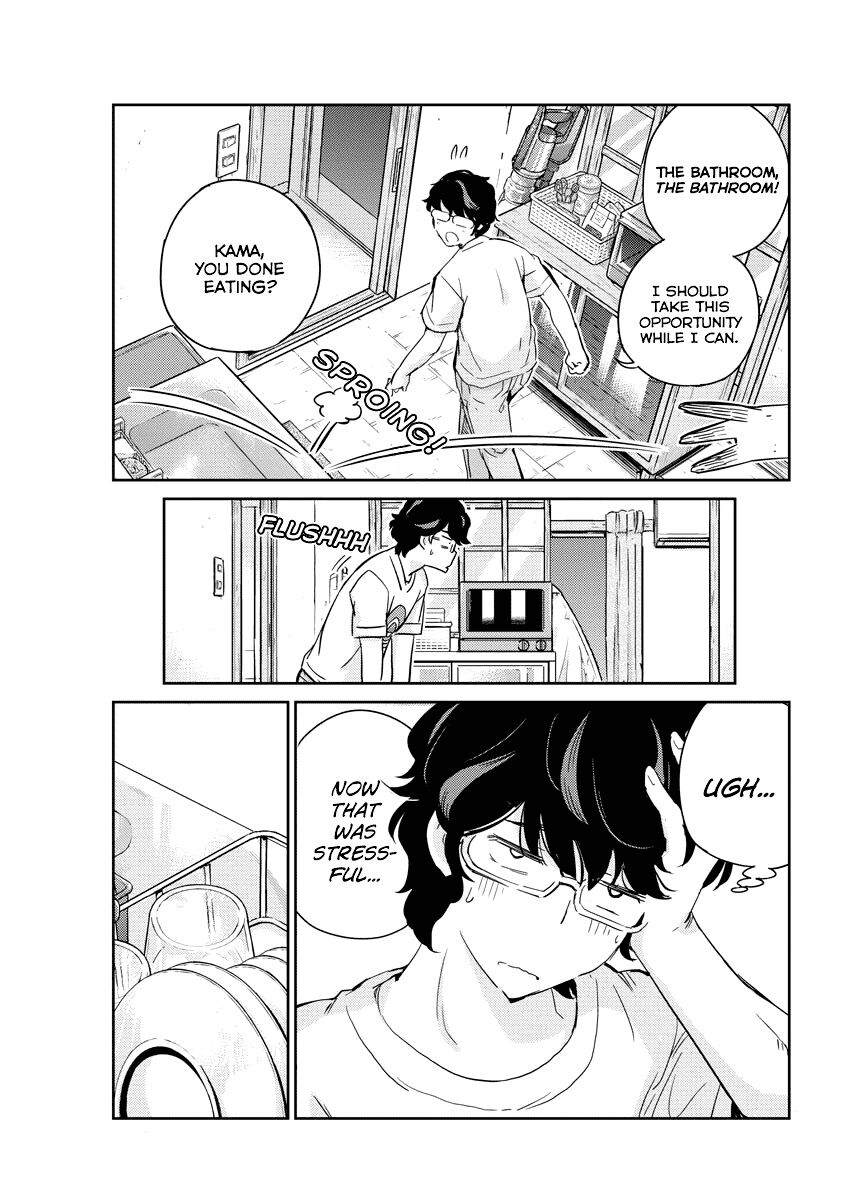 THE BATHROOM,
THE BATHROOM!
I SHOULD
TAKE THIS
OPPORTUNITY
WHILE I CAN.
KAMA,
YOU DONE
EATING?
SPROING!
FLUSHHH
UGH...
NOW
THAT
WAS
STRESS-
FUL...